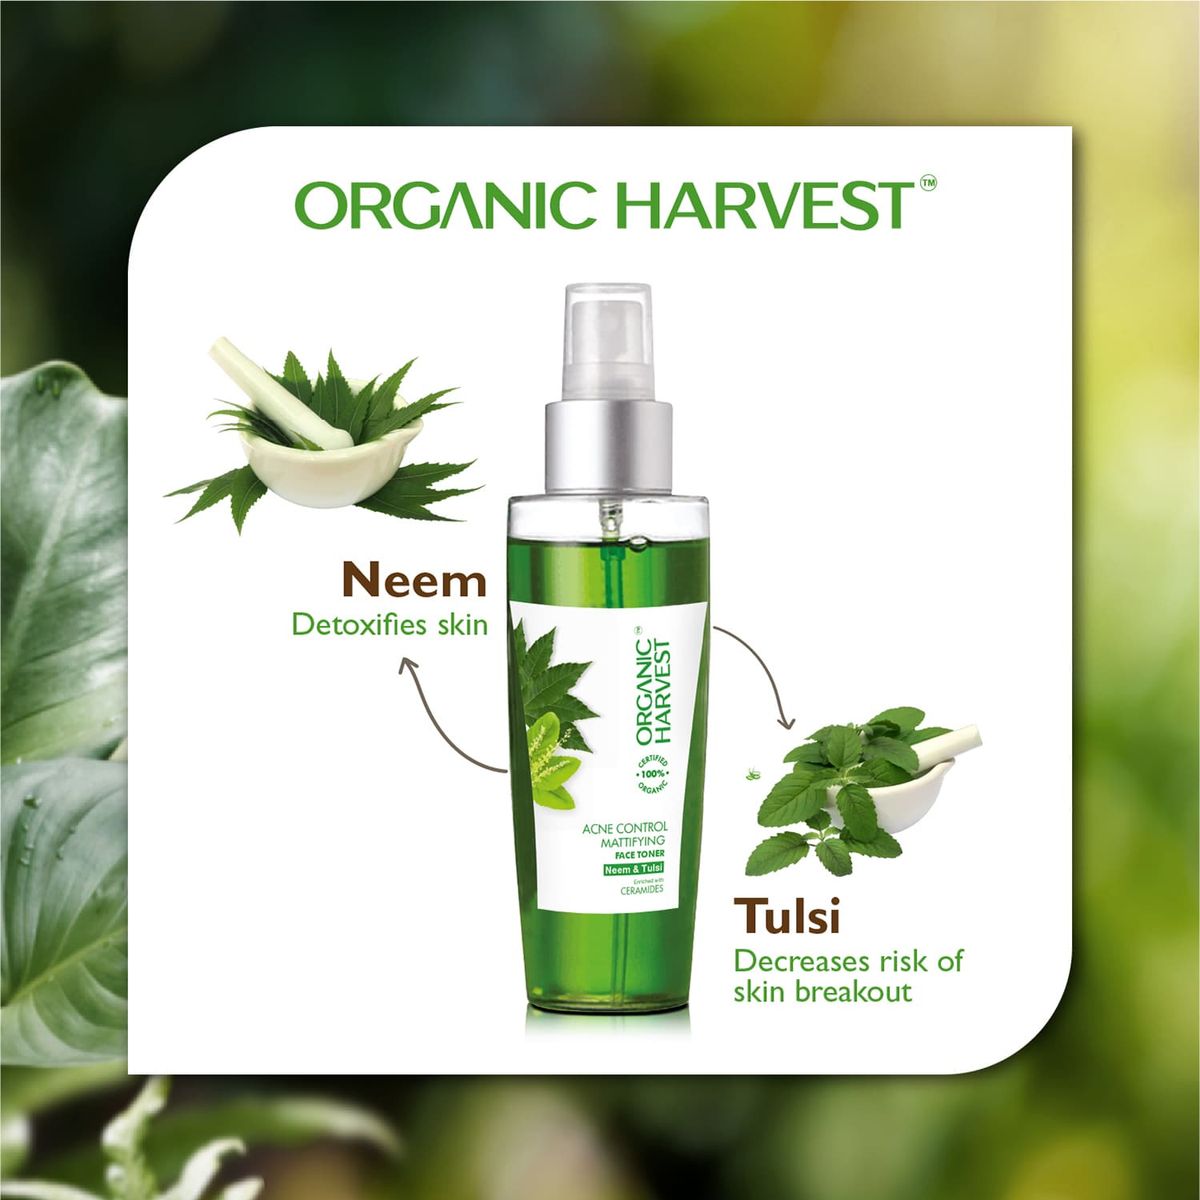 ORGANIC HARVEST™
Neem
Detoxifies skin
ORGANIC
HARVEST
CERTIFIED
100%
ORGANIC
ACNE CONTROL
MATTIFYING
FACE TONER
Neem & Tulsi
Enriched with
CERAMIDES
Tulsi
Decreases risk of
skin breakout